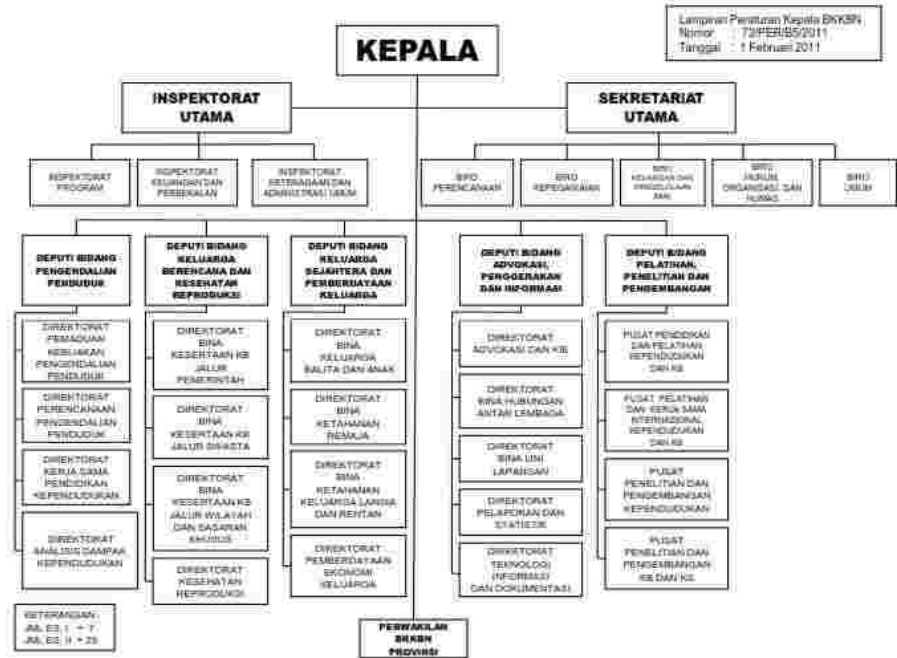 Lampiran Peraturan Kepala BKKBN
Nomor : 72/PER/B5/2011
Tanggal : 1 Februari 2011
KEPALA
INSPEKTORAT
UTAMA
SEKRETARIAT
UTAMA
INSPEKTORAT
PROGRAM
INSPEKTORAT
KEUANGAN DAN
PERBEKALAN
INSPEKTORAT
KETENAGAAN DAN
ADMINISTRASI UMUM
BIRO
PERENCANAAN
BIRO
KEPEGAWAIAN
BIRO
KEUANGAN DAN
PENGELOLAAN
BIRO
HUKUM,
ORGANISASI, DAN
HUMAS
BIRO
UMUM
DEPUTI BIDANG
PENGENDALIAN
PENDUDUK
DEPUTI BIDANG
KELUARGA
BERENCANA DAN
KESEHATAN
REPRODUKSI
DEPUTI BIDANG
KELUARGA
SEJAHTERA DAN
PEMBERDAYAAN
KELUARGA
DEPUTI BIDANG
ADVOKASI,
PENGGERAKAN
DAN INFORMASI
DEPUTI BIDANG
PELATIHAN,
PENELITIAN DAN
PENGEMBANGAN
DIREKTORAT
PEMADUAN
KEBIJAKAN
PENGENDALIAN
PENDUDUK
DIREKTORAT
PERENCANAAN
PENGENDALIAN
PENDUDUK
DIREKTORAT
KERJA SAMA
PENDIDIKAN
KEPENDUDUKAN
DIREKTORAT
ANALISIS DAMPAK
KEPENDUDUKAN
DIREKTORAT
BINA
KESERTAAN KB
JALUR
PEMERINTAH
DIREKTORAT
BINA
KESERTAAN KB
JALUR SWASTA
DIREKTORAT
BINA
KESERTAAN KB
JALUR WILAYAH
DAN SASARAN
KHUSUS
DIREKTORAT
KESEHATAN
REPRODUKSI
DIREKTORAT
BINA
KELUARGA
BALITA DAN ANAK
DIREKTORAT
BINA
KETAHANAN
REMAJA
DIREKTORAT
BINA
KETAHANAN
KELUARGA LANSIA
DAN RENTAN
DIREKTORAT
PEMBERDAYAAN
EKONOMI
KELUARGA
DIREKTORAT
ADVOKASI DAN KIE
DIREKTORAT
BINA HUBUNGAN
ANTAR LEMBAGA
DIREKTORAT
BINA LINI
LAPANGAN
DIREKTORAT
PELAPORAN DAN
STATISTIK
DIREKTORAT
TEKNOLOGI
INFORMASI
DAN DOKUMENTASI
PUSAT PENDIDIKAN
DAN PELATIHAN
KEPENDUDUKAN
DAN KB
PUSAT PELATIHAN
DAN KERJA SAMA
INTERNASIONAL
KEPENDUDUKAN
DAN KB
PUSAT
PENELITIAN DAN
PENGEMBANGAN
KEPENDUDUKAN
PUSAT
PENELITIAN DAN
PENGEMBANGAN
KB DAN KS
KETERANGAN :
JML ES. I = 7
JML ES. II = 29
PERWAKILAN
BKKBN
PROVINSI